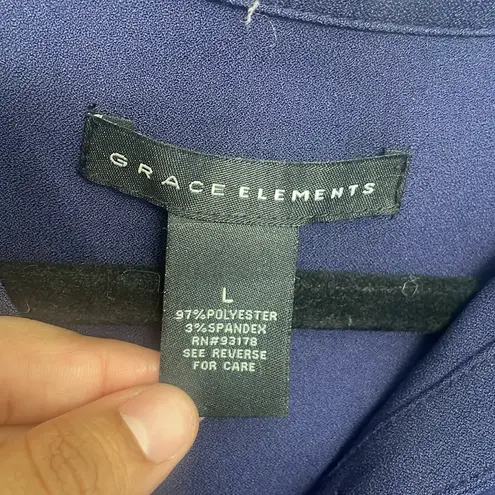 GRACE ELEMENTS
L
97%POLYESTER
3%SPANDEX
RN#93178
SEE REVERSE
FOR CARE